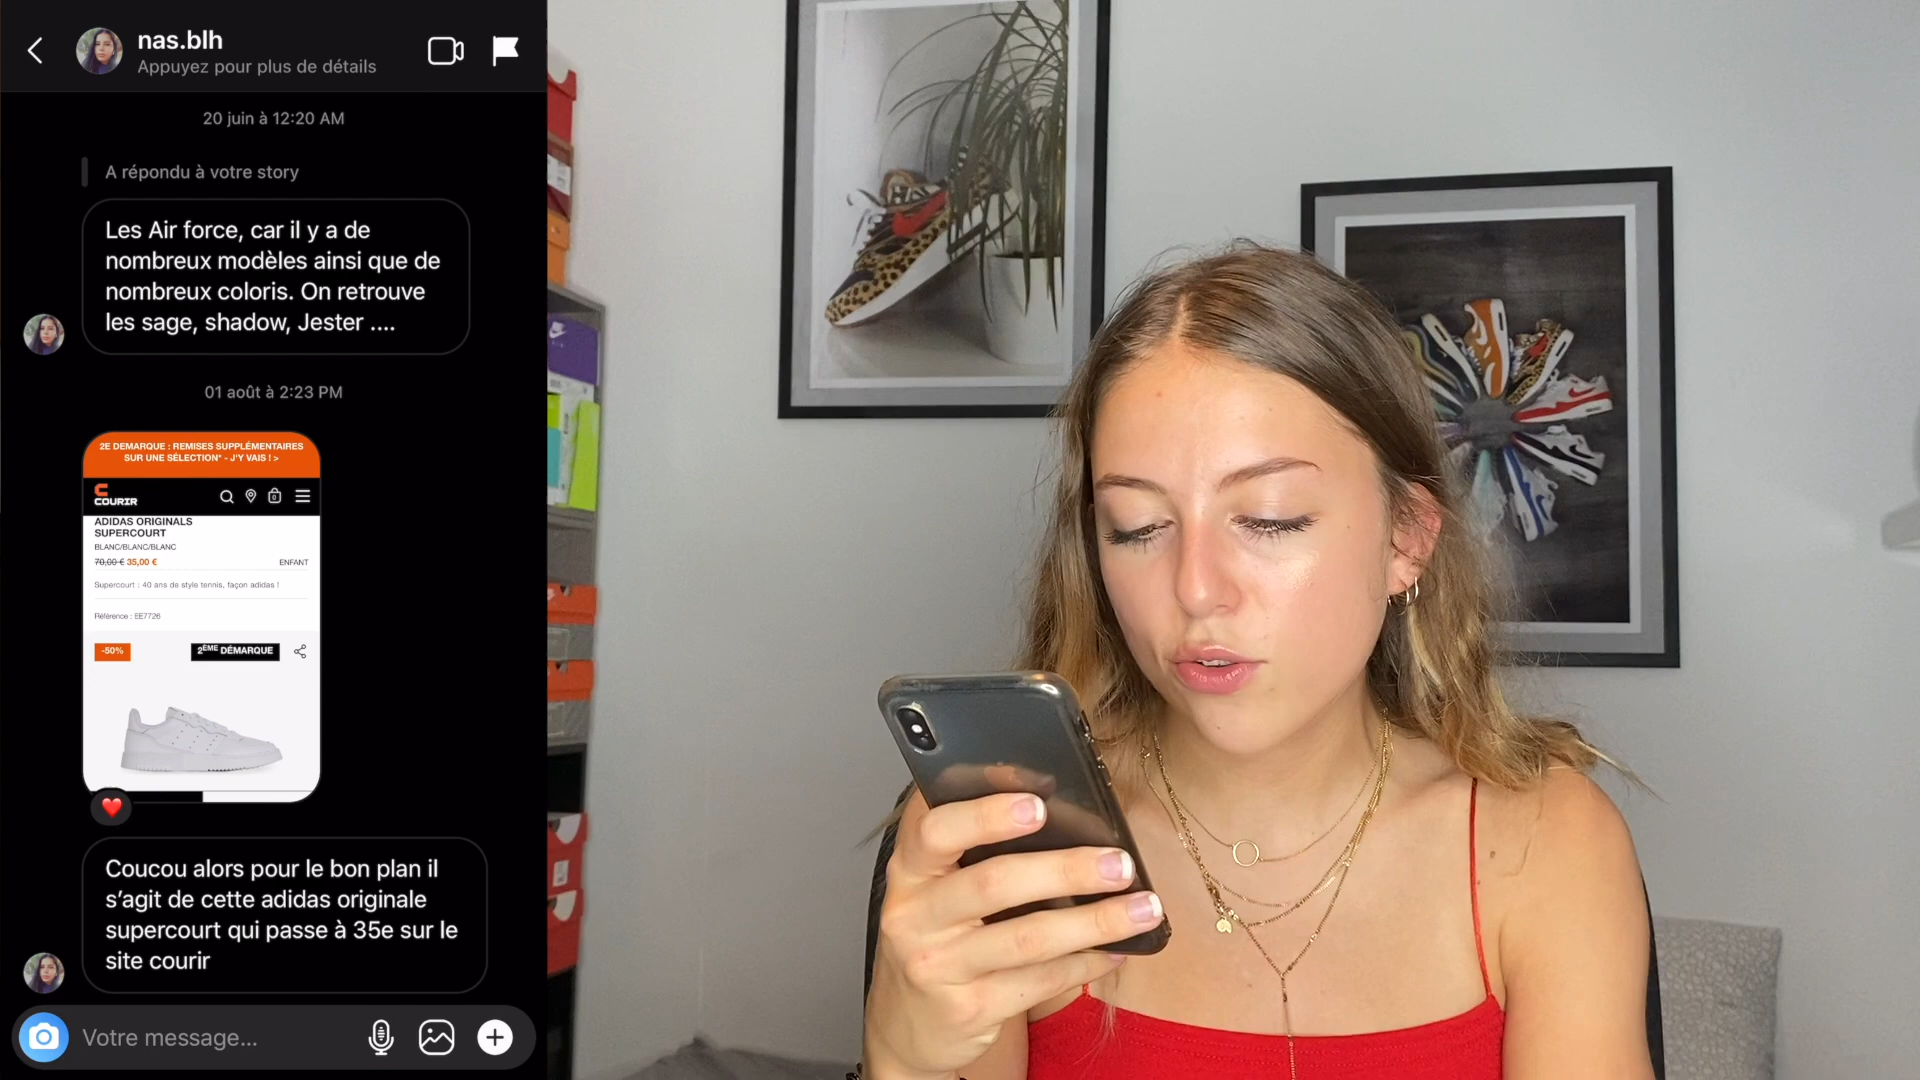 nas.blh
Appuyez pour plus de détails
20 juin à 12:20 AM
A répondu à votre story
Les Air force, car il y a de
nombreux modèles ainsi que de
nombreux coloris. On retrouve
les sage, shadow, Jester ....
01 août à 2:23 PM
2E DEMARQUE : REMISES SUPPLÉMENTAIRES
SUR UNE SÉLECTION* - J'Y VAIS ! >
COURIR
0
ADIDAS ORIGINALS
SUPERCOURT
BLANC/BLANC/BLANC
70,00 € 35,00 €
ENFANT
Supercourt : 40 ans de style tennis, façon adidas !
Référence : EE7726
-50%
2ÈME DÉMARQUE
Coucou alors pour le bon plan il
s’agit de cette adidas originale
supercourt qui passe à 35e sur le
site courir
Votre message...